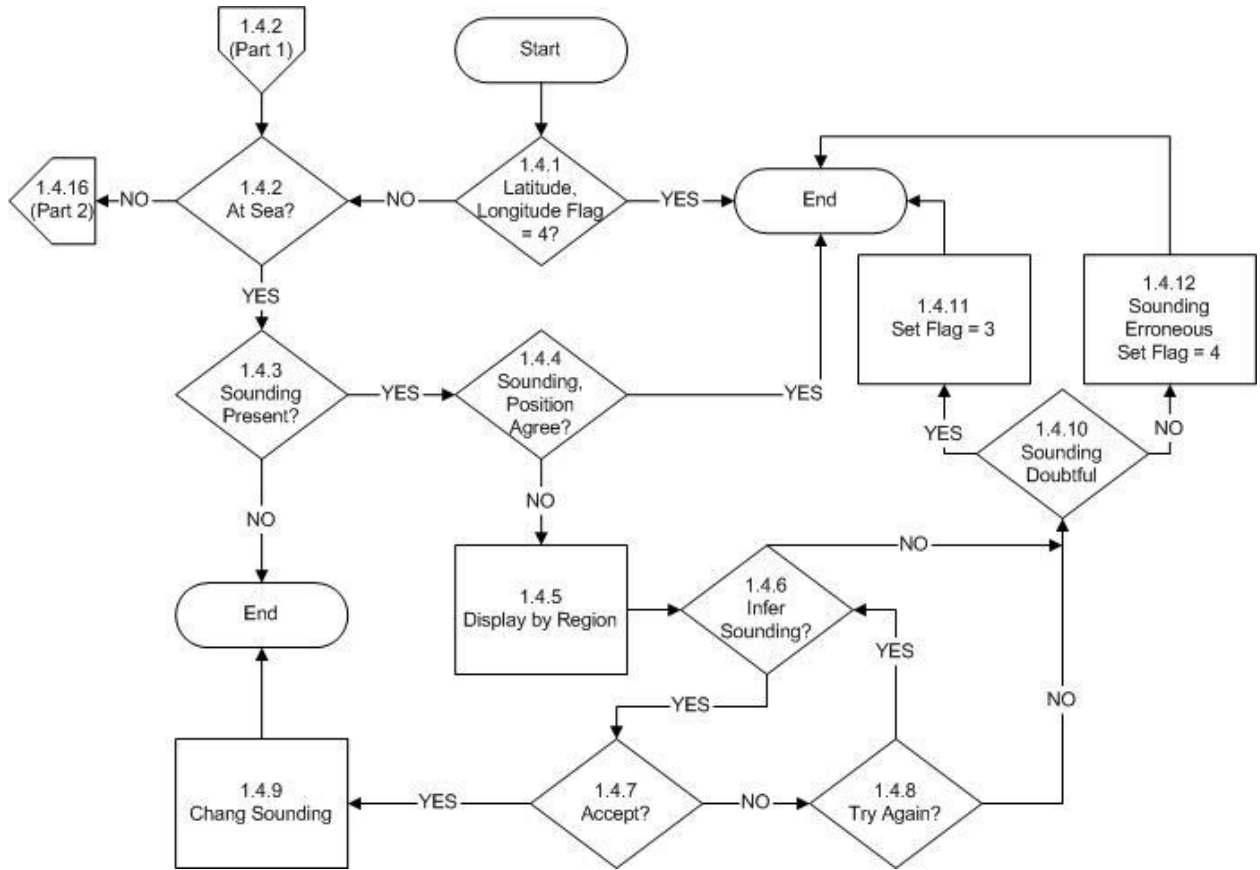 1.4.2
(Part 1)
Start
1.4.16
(Part 2)
NO
1.4.2
At Sea?
NO
1.4.1
Latitude,
Longitude Flag
= 4?
YES
End
YES
1.4.11
Set Flag = 3
1.4.12
Sounding
Erroneous
Set Flag = 4
1.4.3
Sounding
Present?
YES
1.4.4
Sounding,
Position
Agree?
YES
YES
1.4.10
Sounding
Doubtful
NO
NO
NO
1.4.5
Display by Region
1.4.6
Infer
Sounding?
NO
End
YES
YES
NO
1.4.9
Chang Sounding
YES
1.4.7
Accept?
NO
1.4.8
Try Again?